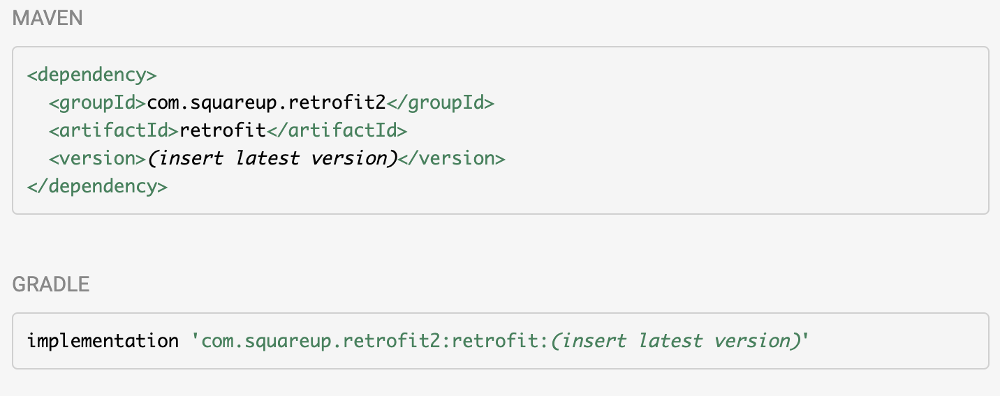 MAVEN
<dependency>
  <groupId>com.squareup.retrofit2</groupId>
  <artifactId>retrofit</artifactId>
  <version>(insert latest version)</version>
</dependency>
GRADLE
implementation 'com.squareup.retrofit2:retrofit:(insert latest version)'